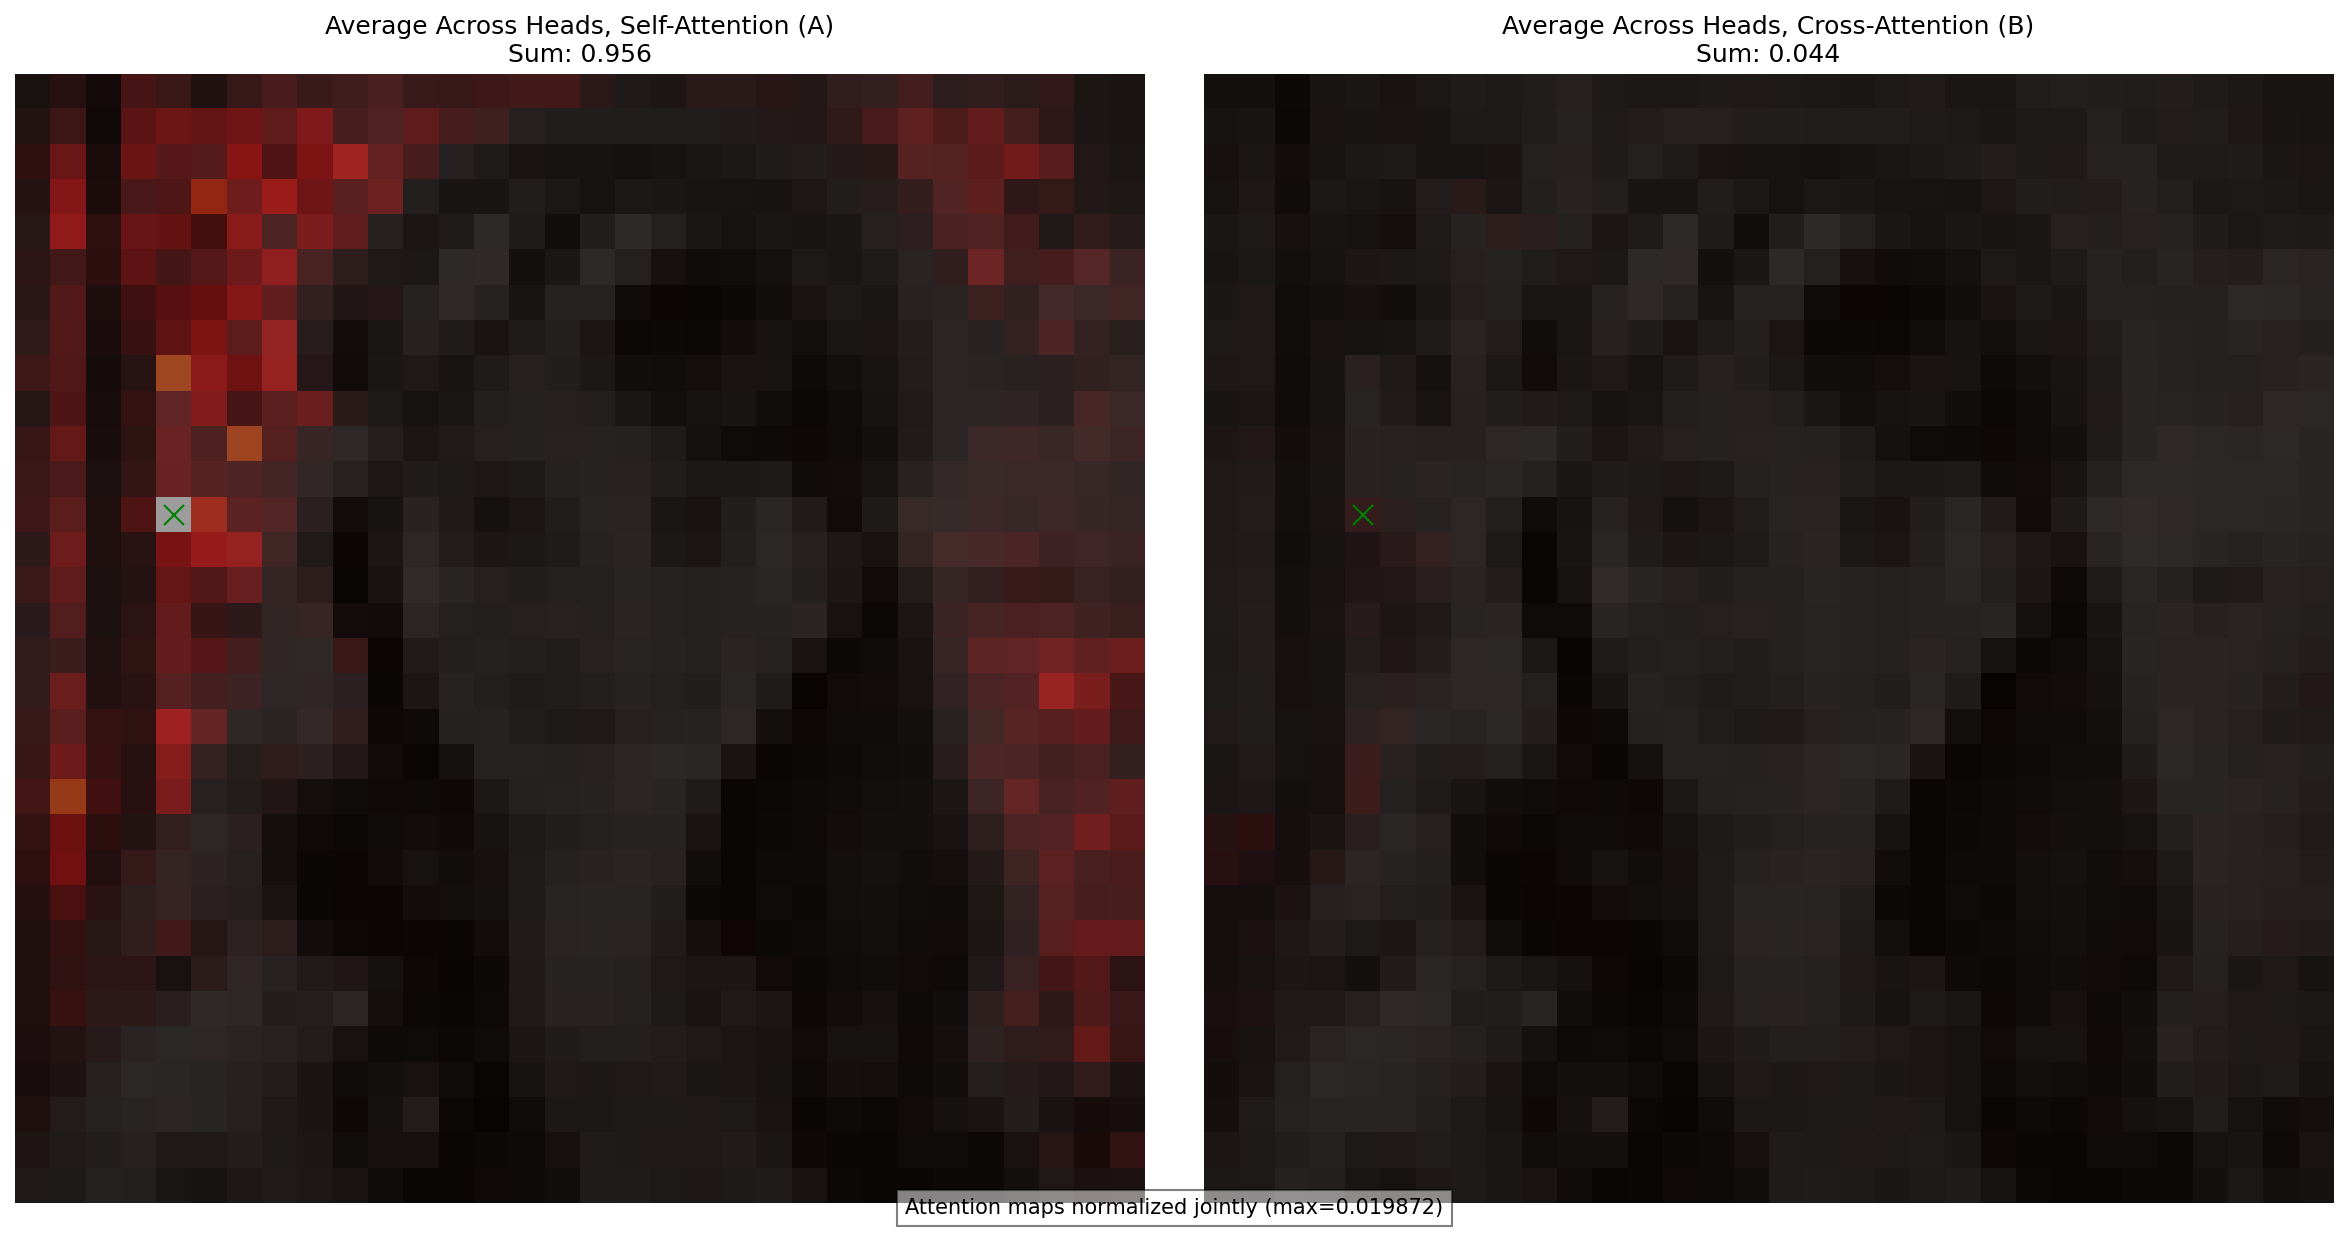 Average Across Heads, Self-Attention (A)
Sum: 0.956
Average Across Heads, Cross-Attention (B)
Sum: 0.044
Attention maps normalized jointly (max=0.019872)